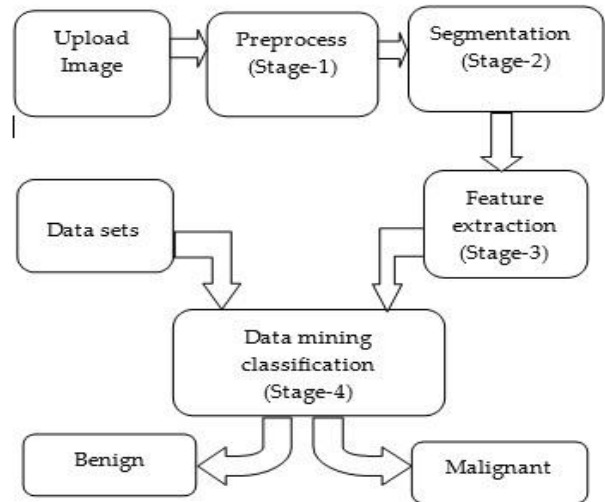 Upload
Image
Preprocess
(Stage-1)
Segmentation
(Stage-2)
Data sets
Feature
extraction
(Stage-3)
Data mining
classification
(Stage-4)
Benign
Malignant